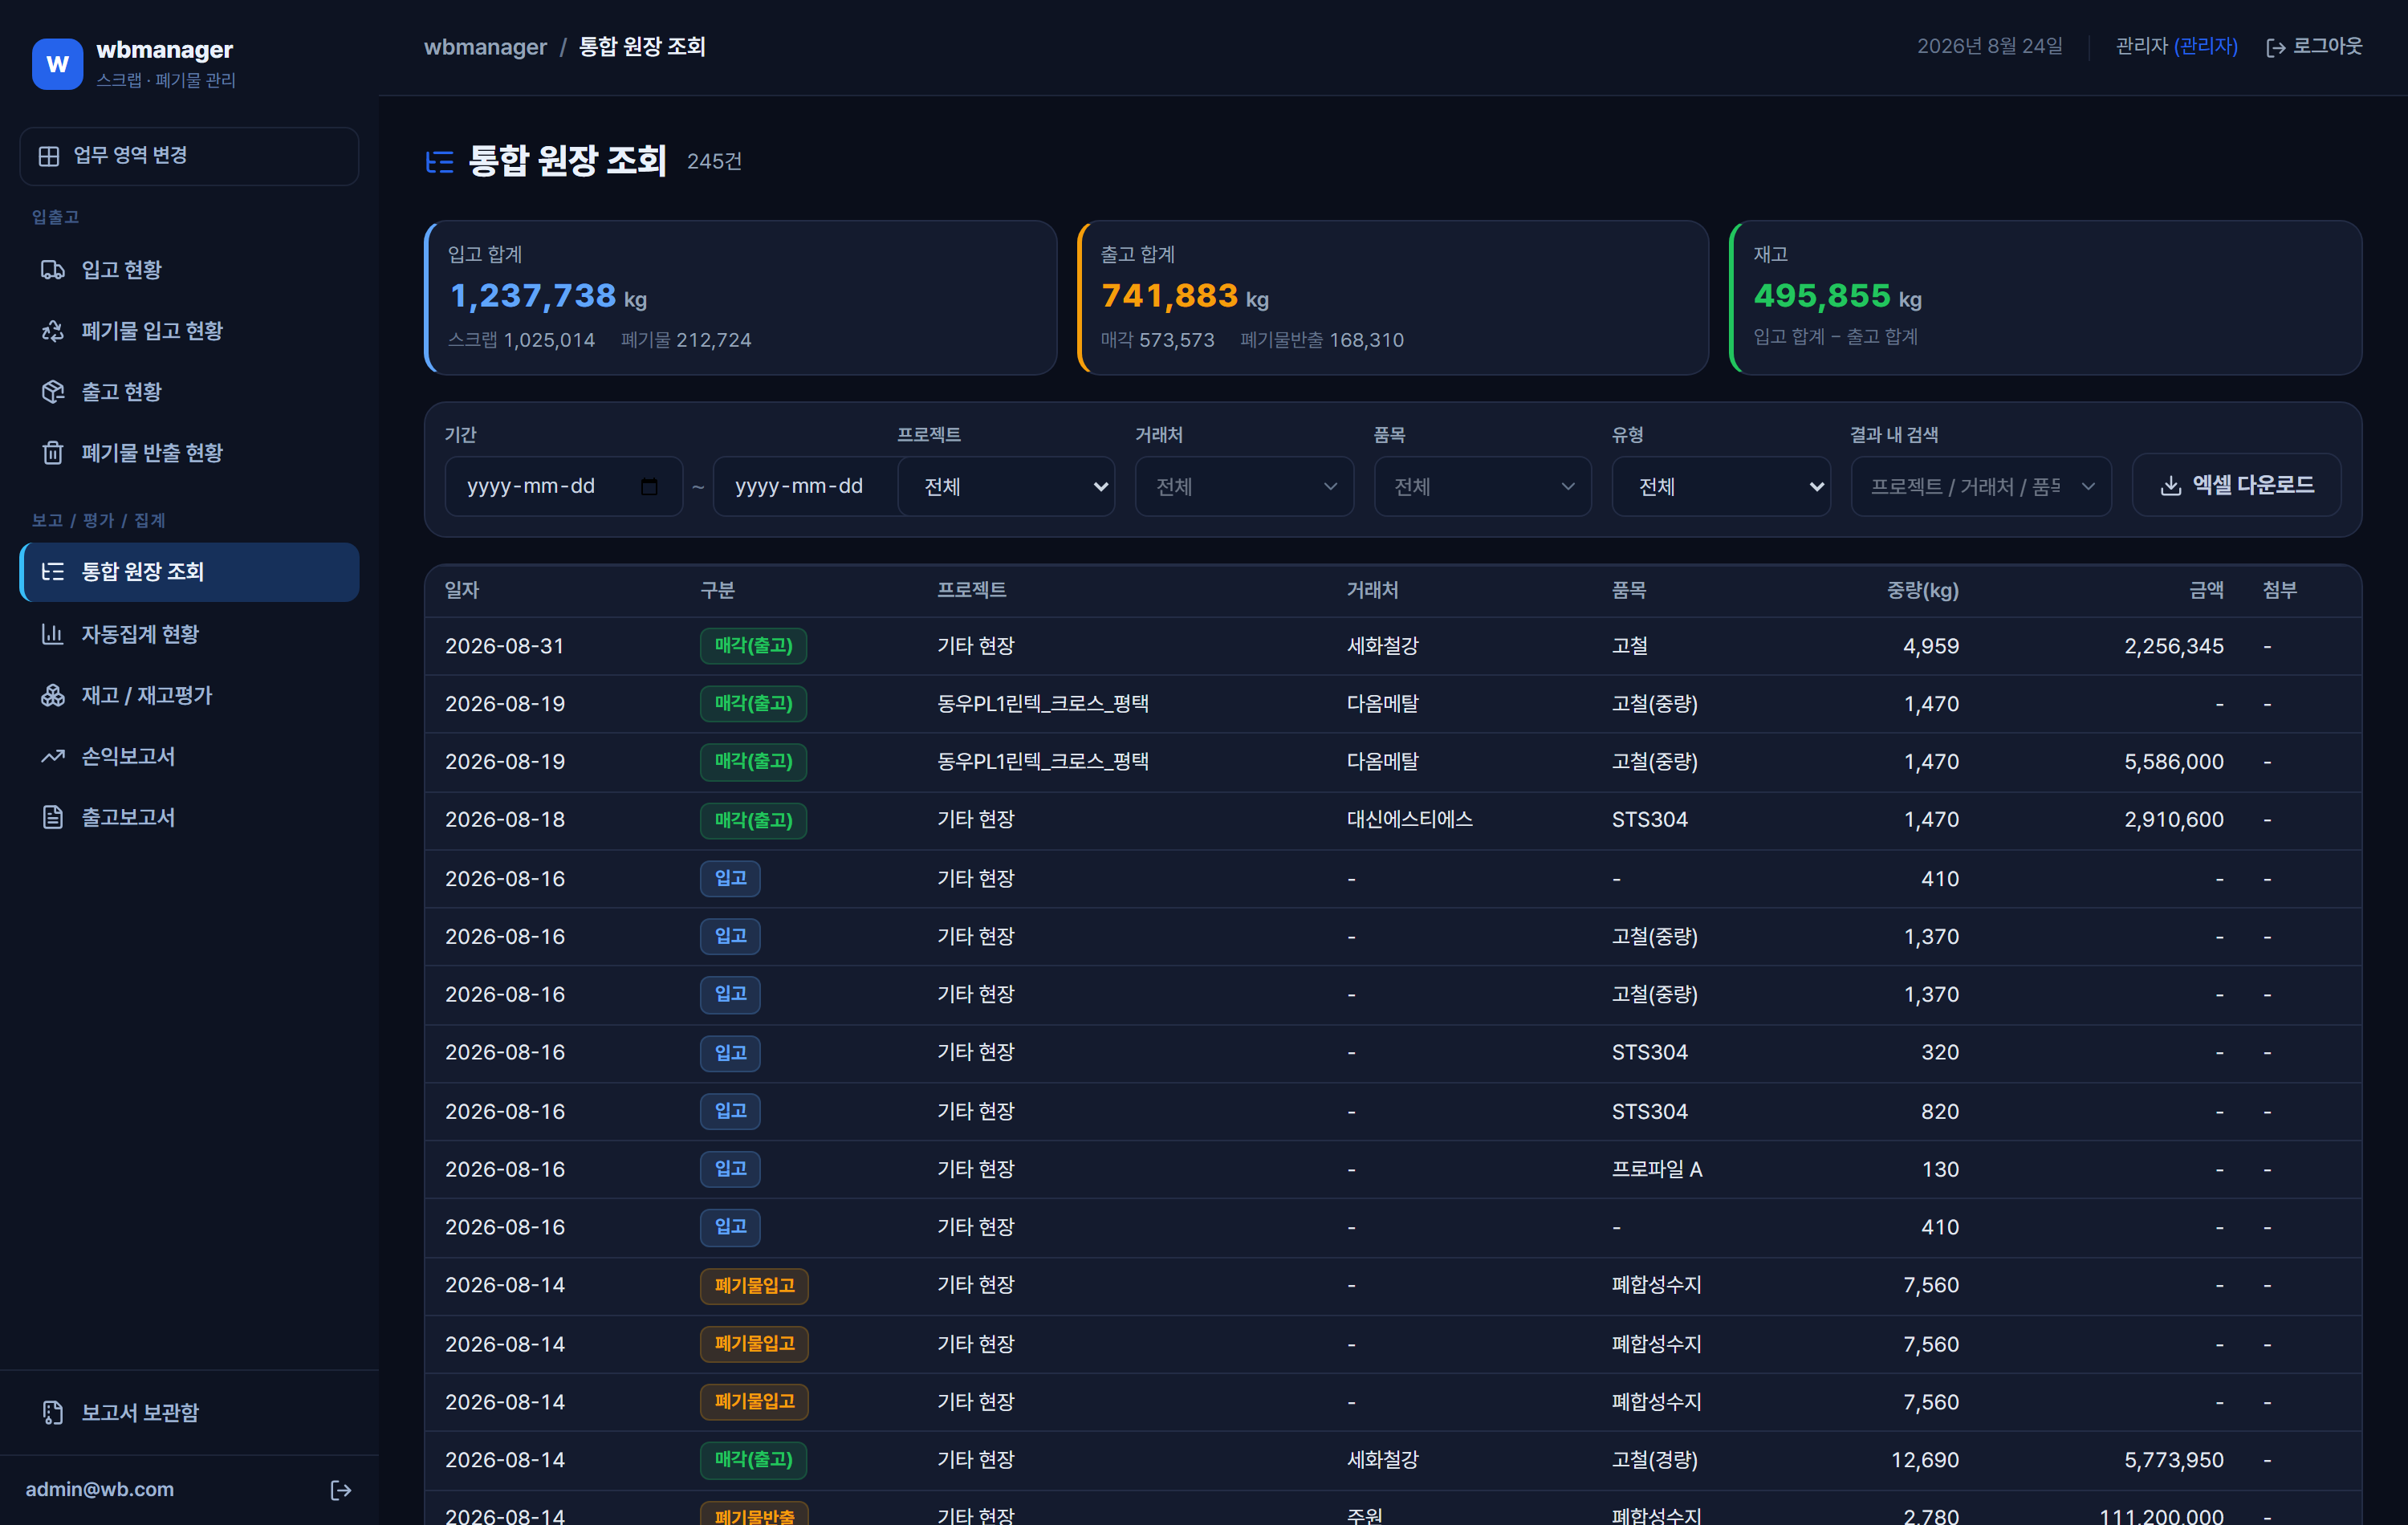 W
wbmanager
스크랩 · 폐기물 관리
업무 영역 변경
입출고
입고 현황
폐기물 입고 현황
출고 현황
폐기물 반출 현황
보고 / 평가 / 집계
통합 원장 조회
자동집계 현황
재고 / 재고평가
손익보고서
출고보고서
보고서 보관함
admin@wb.com
wbmanager / 통합 원장 조회
2026년 8월 24일 관리자 (관리자) 로그아웃
통합 원장 조회 245건
입고 합계
1,237,738 kg
스크랩 1,025,014 폐기물 212,724
출고 합계
741,883 kg
매각 573,573 폐기물반출 168,310
재고
495,855 kg
입고 합계 − 출고 합계
기간 프로젝트 거래처 품목 유형 결과 내 검색
yyyy-mm-dd ~ yyyy-mm-dd 전체 전체 전체 전체 프로젝트 / 거래처 / 엑셀 다운로드
일자 구분 프로젝트 거래처 품목 중량(kg) 금액 첨부
2026-08-31 매각(출고) 기타 현장 세화철강 고철 4,959 2,256,345 -
2026-08-19 매각(출고) 동우PL1린텍_크로스_평택 다옴메탈 고철(중량) 1,470 - -
2026-08-19 매각(출고) 동우PL1린텍_크로스_평택 다옴메탈 고철(중량) 1,470 5,586,000 -
2026-08-18 매각(출고) 기타 현장 대신에스티에스 STS304 1,470 2,910,600 -
2026-08-16 입고 기타 현장 - - 410 - -
2026-08-16 입고 기타 현장 - 고철(중량) 1,370 - -
2026-08-16 입고 기타 현장 - 고철(중량) 1,370 - -
2026-08-16 입고 기타 현장 - STS304 320 - -
2026-08-16 입고 기타 현장 - STS304 820 - -
2026-08-16 입고 기타 현장 - 프로파일 A 130 - -
2026-08-16 입고 기타 현장 - - 410 - -
2026-08-14 폐기물입고 기타 현장 - 폐합성수지 7,560 - -
2026-08-14 폐기물입고 기타 현장 - 폐합성수지 7,560 - -
2026-08-14 폐기물입고 기타 현장 - 폐합성수지 7,560 - -
2026-08-14 매각(출고) 기타 현장 세화철강 고철(경량) 12,690 5,773,950 -
2026-08-14 폐기물반출 기타 현장 주원 폐합성수지 2,780 111,200,000 -